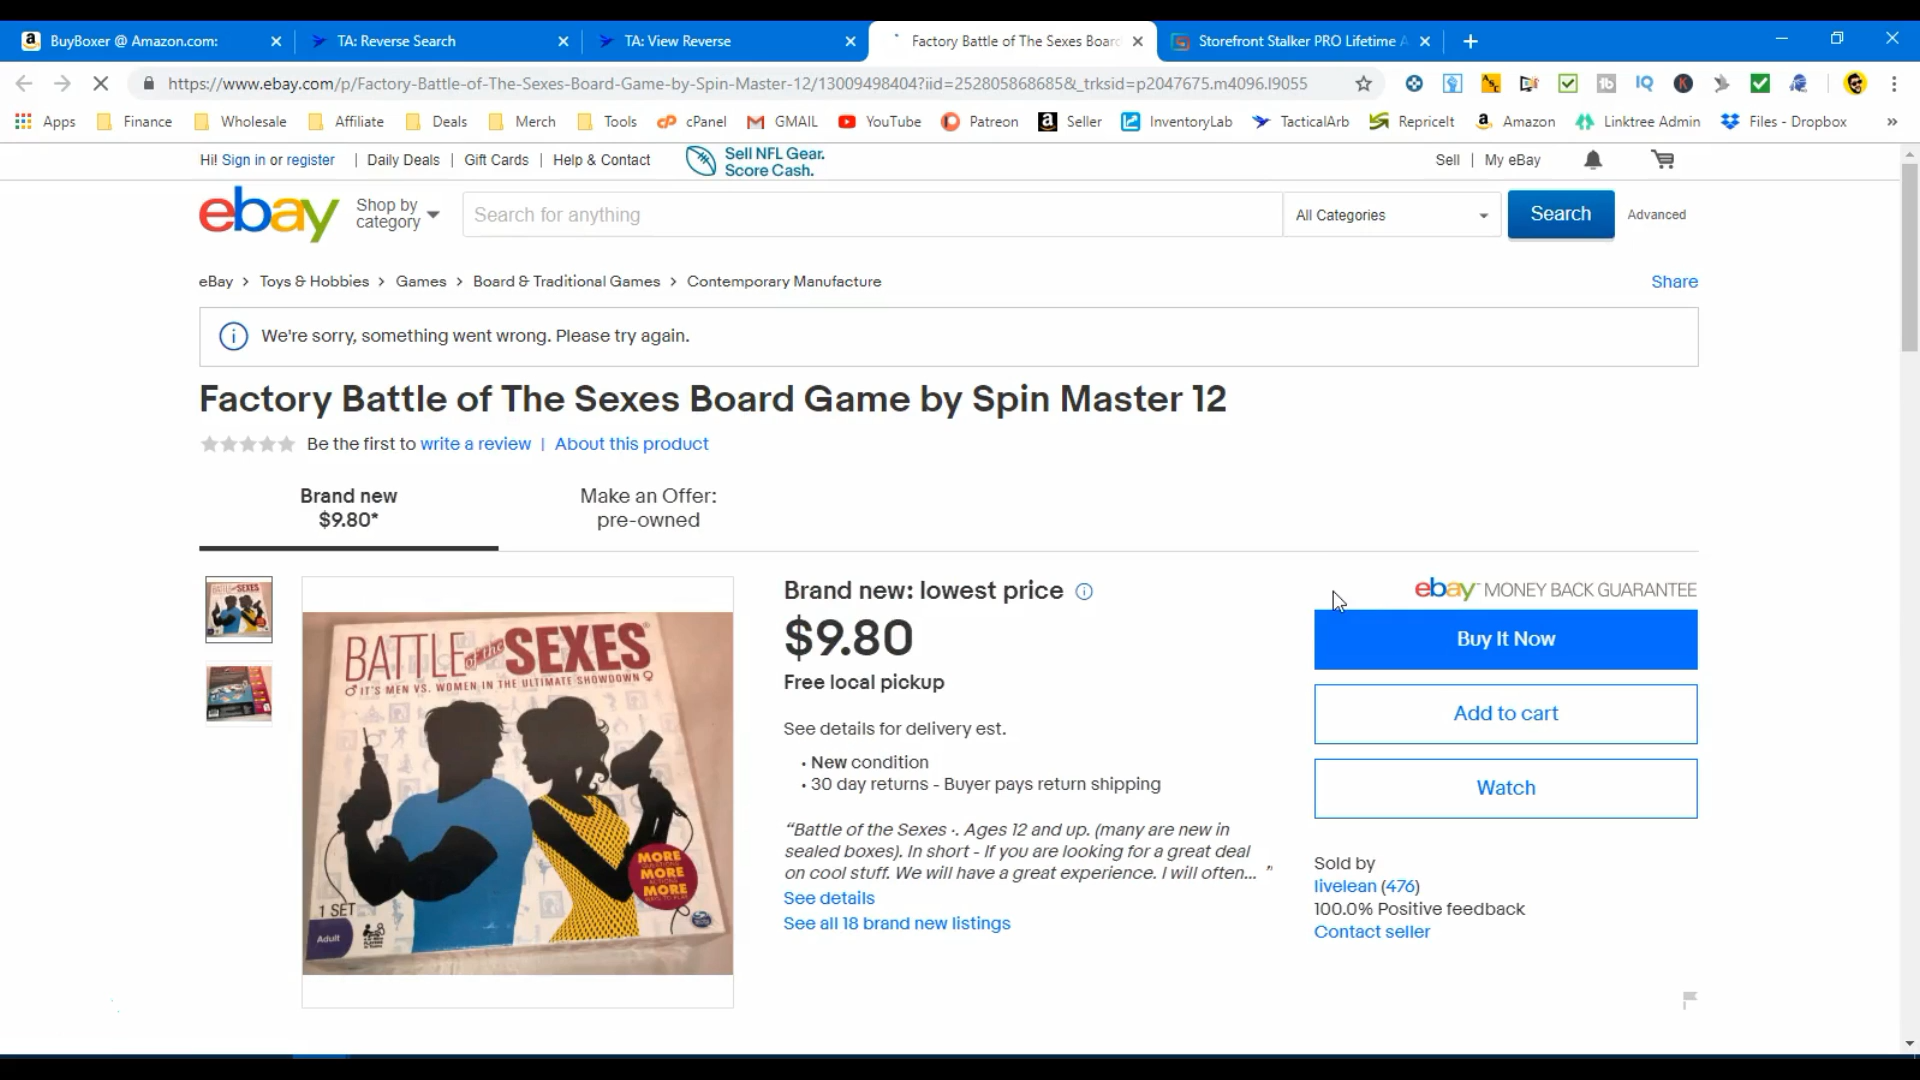 BuyBoxer @ Amazon.com:
TA: Reverse Search
TA: View Reverse
Factory Battle of The Sexes Board
Storefront Stalker PRO Lifetime A
https://www.ebay.com/p/Factory-Battle-of-The-Sexes-Board-Game-by-Spin-Master-12/13009498404?iid=252805868685&_trksid=p2047675.m4096.l9055
Apps Finance Wholesale Affiliate Deals Merch Tools cPanel GMAIL YouTube Patreon Seller InventoryLab TacticalArb RepriceIt Amazon Linktree Admin Files - Dropbox »
Hi! Sign in or register | Daily Deals | Gift Cards | Help & Contact
Sell NFL Gear.
Score Cash.
Sell | My eBay
ebay
Shop by
category
Search for anything
All Categories
Search
Advanced
eBay > Toys & Hobbies > Games > Board & Traditional Games > Contemporary Manufacture
Share
We're sorry, something went wrong. Please try again.
Factory Battle of The Sexes Board Game by Spin Master 12
Be the first to write a review | About this product
Brand new
$9.80*
Make an Offer:
pre-owned
BATTLE of the SEXES
IT'S MEN VS. WOMEN IN THE ULTIMATE SHOWDOWN
MORE
MORE
MORE
1 SET
Adult
Brand new: lowest price
$9.80
Free local pickup
See details for delivery est.
• New condition
• 30 day returns - Buyer pays return shipping
“Battle of the Sexes -. Ages 12 and up. (many are new in
sealed boxes). In short - If you are looking for a great deal
on cool stuff. We will have a great experience. I will often... ”
See details
See all 18 brand new listings
ebay MONEY BACK GUARANTEE
Buy It Now
Add to cart
Watch
Sold by
livelean (476)
100.0% Positive feedback
Contact seller